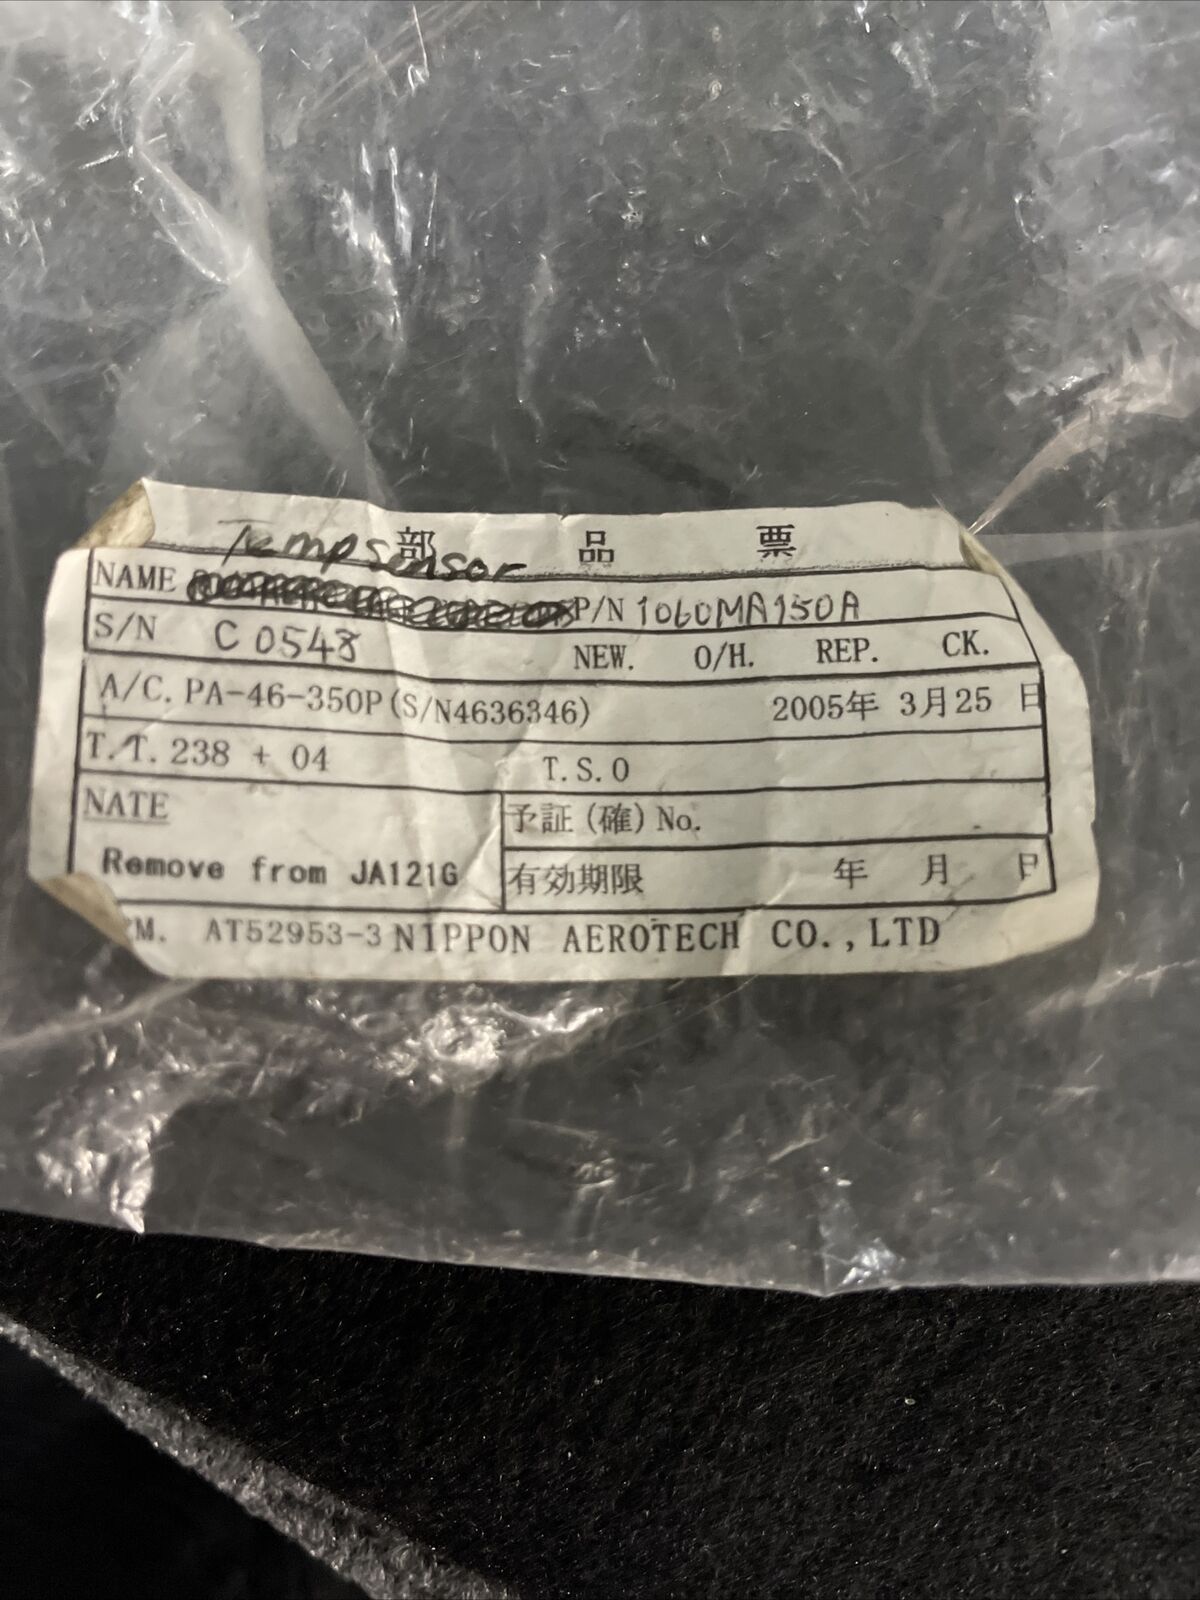 部 品 票
Temp sensor
NAME P/N 1060MA150A
S/N C0548 NEW. O/H. REP. CK.
A/C. PA-46-350P(S/N4636346) 2005年 3月25 日
T.T. 238 + 04 T.S.O
NATE 予証(確)No.
Remove from JA121G 有効期限 年 月 日
AT52953-3 NIPPON AEROTECH CO.,LTD